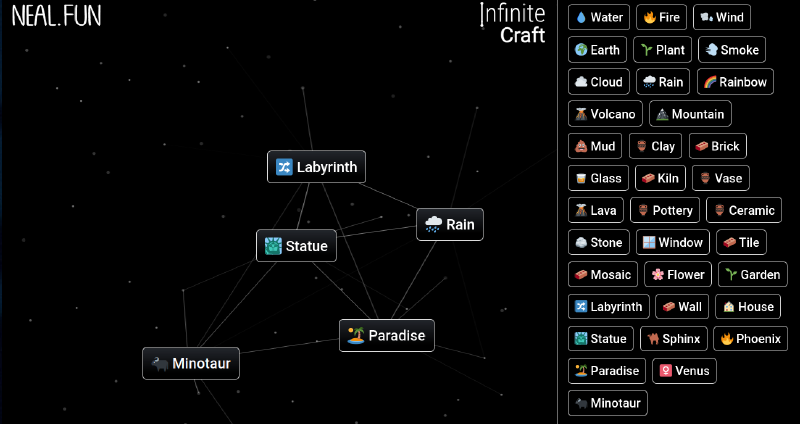 NEAL.FUN
Infinite
Craft
Labyrinth
Rain
Statue
Paradise
Minotaur
Water Fire Wind
Earth Plant Smoke
Cloud Rain Rainbow
Volcano Mountain
Mud Clay Brick
Glass Kiln Vase
Lava Pottery Ceramic
Stone Window Tile
Mosaic Flower Garden
Labyrinth Wall House
Statue Sphinx Phoenix
Paradise Venus
Minotaur